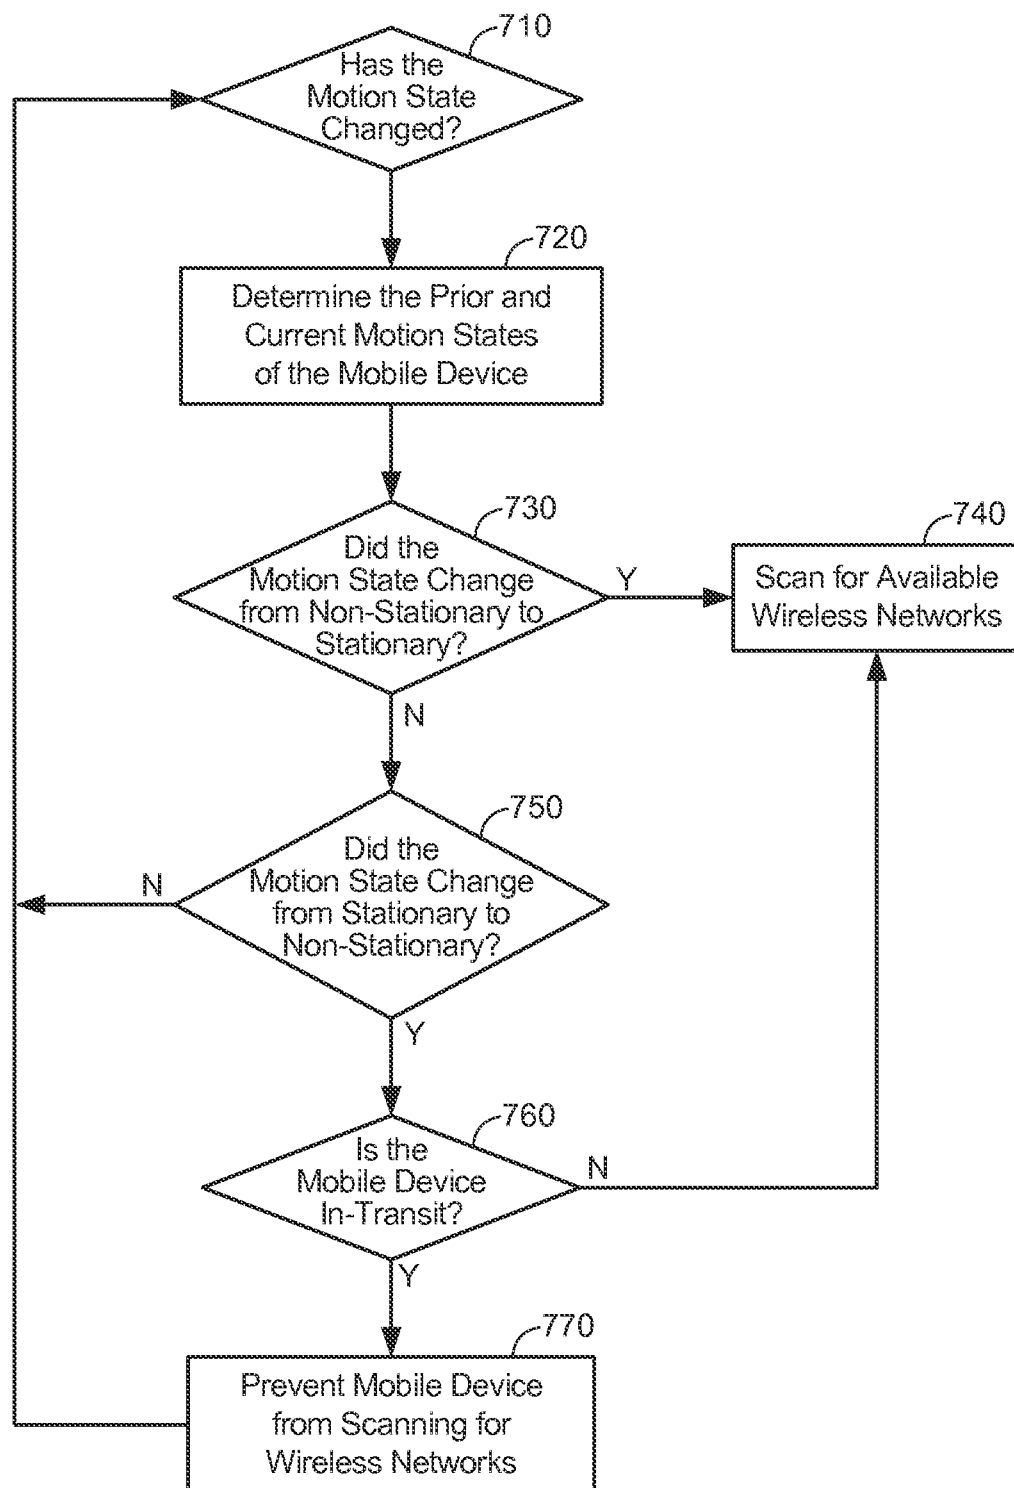 710
Has the
Motion State
Changed?
720
Determine the Prior and
Current Motion States
of the Mobile Device
730
Did the
Motion State Change
from Non-Stationary to
Stationary?
Y
740
Scan for Available
Wireless Networks
N
750
Did the
Motion State Change
from Stationary to
Non-Stationary?
N
Y
760
Is the
Mobile Device
In-Transit?
N
Y
770
Prevent Mobile Device
from Scanning for
Wireless Networks